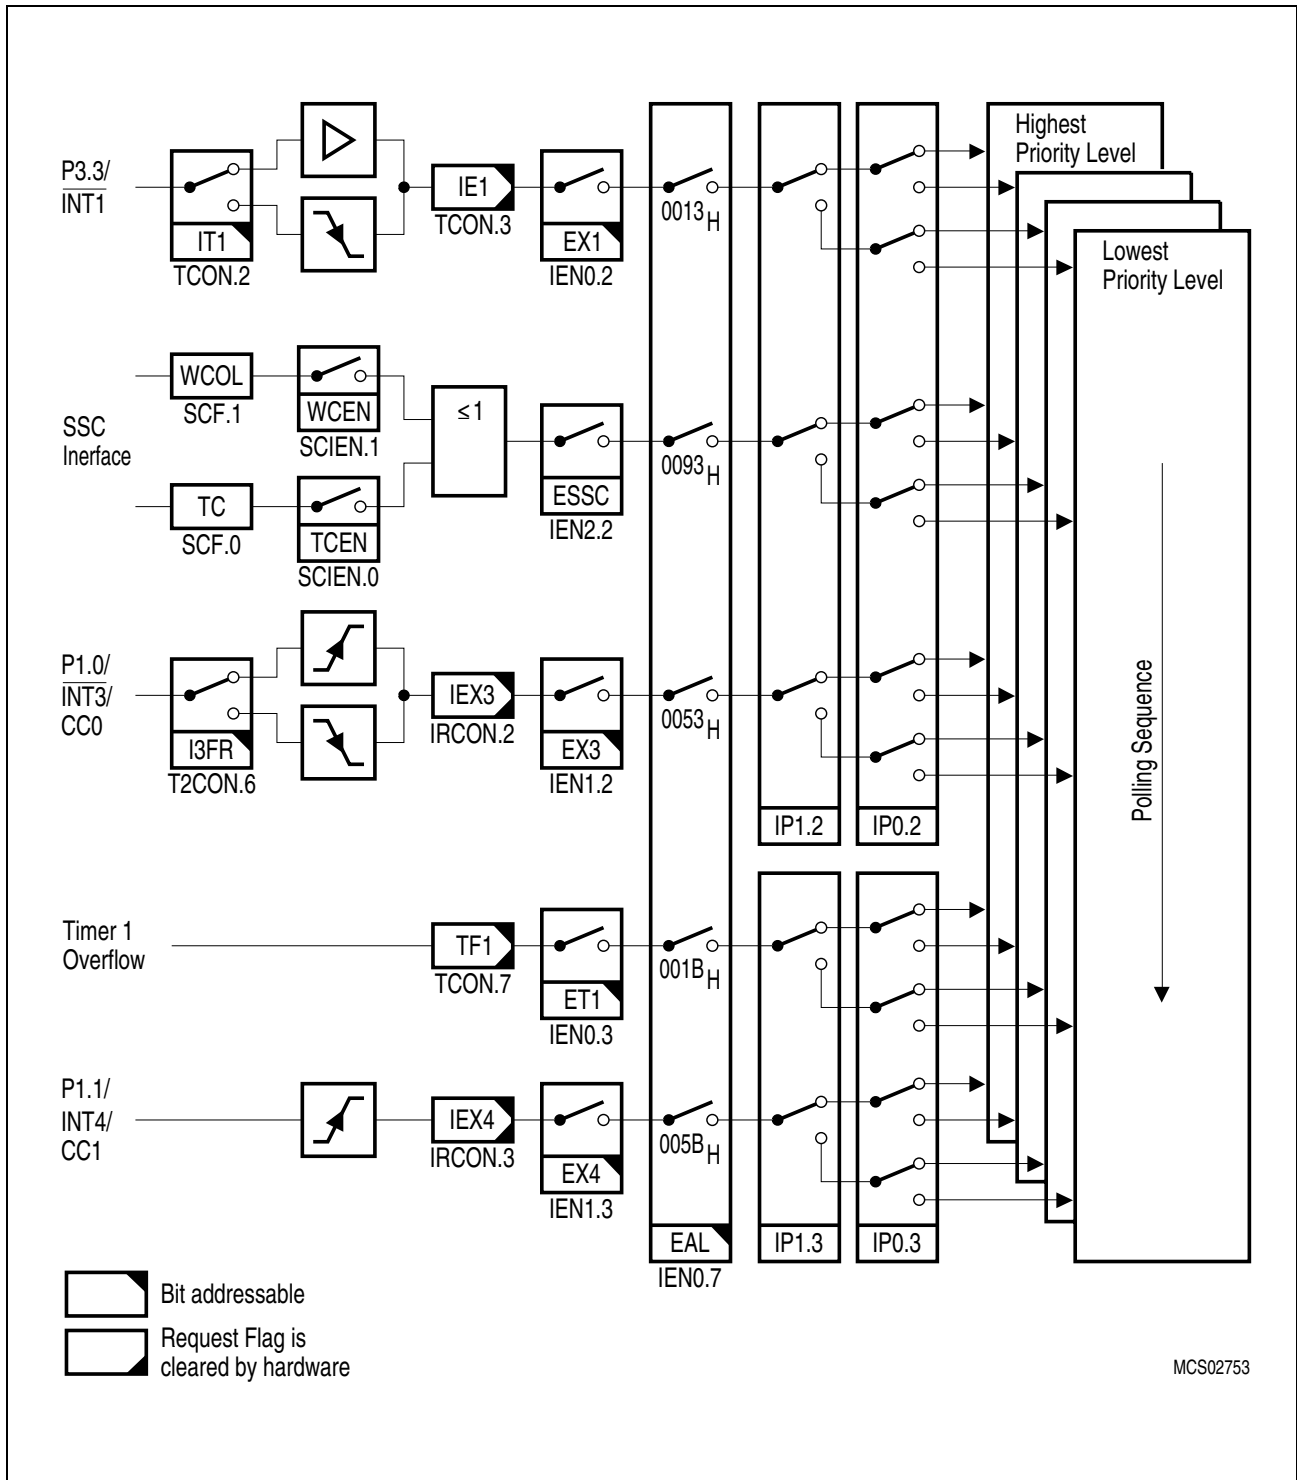 Highest
Priority Level
P3.3/
INT1
IT1
TCON.2
IE1
TCON.3
EX1
IEN0.2
0013H
Lowest
Priority Level
SSC
Inerface
WCOL
SCF.1
WCEN
SCIEN.1
TC
SCF.0
TCEN
SCIEN.0
≤1
ESSC
IEN2.2
0093H
P1.0/
INT3/
CC0
I3FR
T2CON.6
IEX3
IRCON.2
EX3
IEN1.2
0053H
IP1.2
IP0.2
Polling Sequence
Timer 1
Overflow
TF1
TCON.7
ET1
IEN0.3
001BH
P1.1/
INT4/
CC1
IEX4
IRCON.3
EX4
IEN1.3
005BH
EAL
IEN0.7
IP1.3
IP0.3
Bit addressable
Request Flag is
cleared by hardware
MCS02753